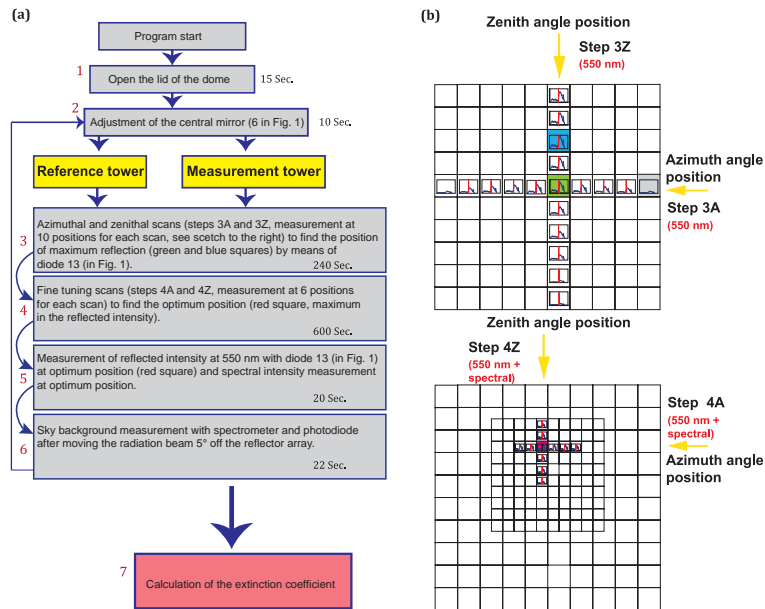 (a)
Program start
1
Open the lid of the dome
15 Sec.
2
Adjustment of the central mirror (6 in Fig. 1)
10 Sec.
Reference tower
Measurement tower
3
Azimuthal and zenithal scans (steps 3A and 3Z, measurement at
10 positions for each scan, see scetch to the right) to find the position
of maximum reflection (green and blue squares) by means of
diode 13 (in Fig. 1).
240 Sec.
4
Fine tuning scans (steps 4A and 4Z, measurement at 6 positions
for each scan) to find the optimum position (red square, maximum
in the reflected intensity).
600 Sec.
5
Measurement of reflected intensity at 550 nm with diode 13 (in Fig. 1)
at optimum position (red square) and spectral intensity measurement
at optimum position.
20 Sec.
6
Sky background measurement with spectrometer and photodiode
after moving the radiation beam 5° off the reflector array.
22 Sec.
7
Calculation of the extinction coefficient
(b)
Zenith angle position
Step 3Z
(550 nm)
Azimuth angle
position
Step 3A
(550 nm)
Zenith angle position
Step 4Z
(550 nm +
spectral)
Step 4A
(550 nm +
spectral)
Azimuth angle
position